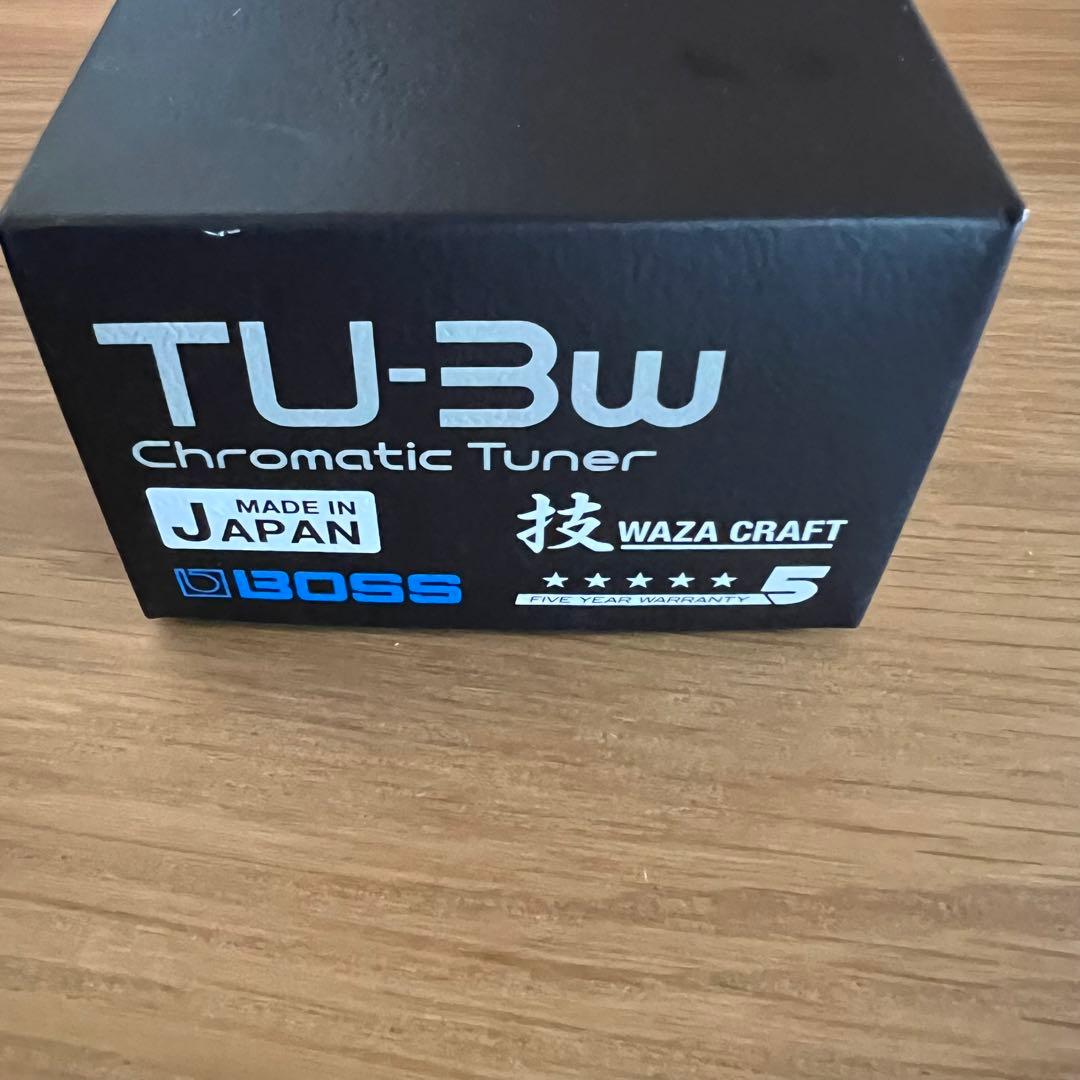 TU-3w
Chromatic Tuner
MADE IN
JAPAN
技 WAZA CRAFT
BOSS
FIVE YEAR WARRANTY 5